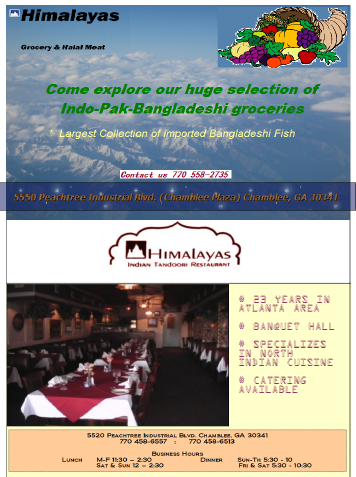 Himalayas
Grocery & Halal Meat
Come explore our huge selection of
Indo-Pak-Bangladeshi groceries
* Largest Collection of Imported Bangladeshi Fish
Contact us 770 558-2735
5550 Peachtree Industrial Blvd. (Chamblee Plaza) Chamblee, GA 30341
HIMALAYAS
INDIAN TANDOORI RESTAURANT
@ 23 YEARS IN
ATLANTA AREA
@ BANQUET HALL
@ SPECIALIZES
IN NORTH
INDIAN CUISINE
@ CATERING
AVAILABLE
5520 PEACHTREE INDUSTRIAL BLVD. CHAMBLEE, GA 30341
770 458-6557 : 770 458-6513
BUSINESS HOURS
LUNCH M-F 11:30 – 2:30 DINNER SUN-TH 5:30 - 10
SAT & SUN 12 – 2:30 FRI & SAT 5:30 - 10:30